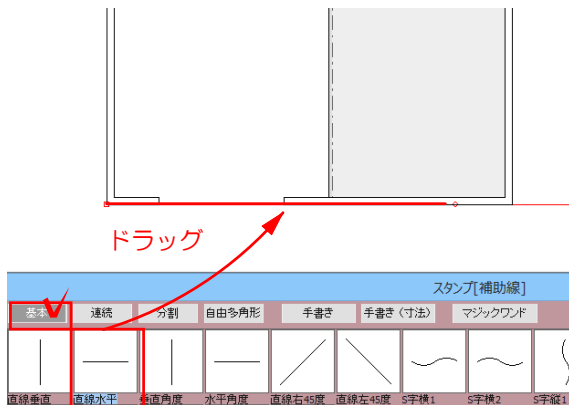 ドラッグ
スタンプ[補助線]
基本 連続 分割 自由多角形 手書き 手書き（寸法） マジックワンド
直線垂直 直線水平 垂直角度 水平角度 直線右45度 直線左45度 S字横1 S字横2 S字縦1